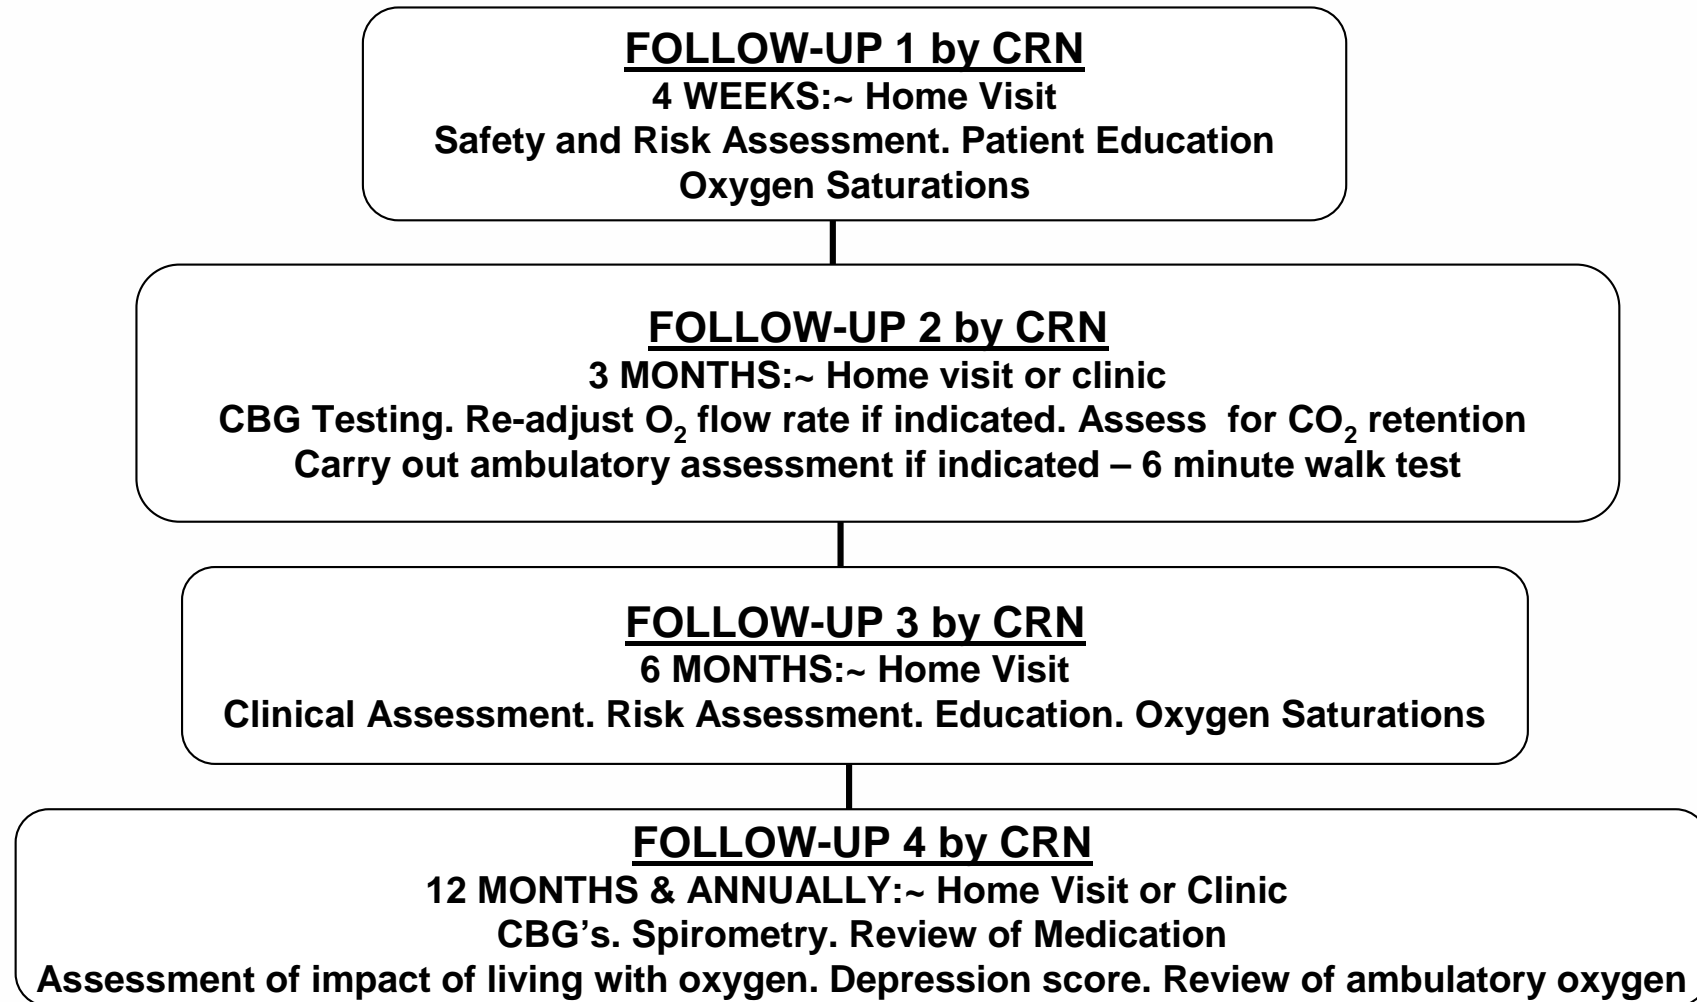 FOLLOW-UP 1 by CRN
4 WEEKS:~ Home Visit
Safety and Risk Assessment. Patient Education
Oxygen Saturations
FOLLOW-UP 2 by CRN
3 MONTHS:~ Home visit or clinic
CBG Testing. Re-adjust O₂ flow rate if indicated. Assess  for CO₂ retention
Carry out ambulatory assessment if indicated – 6 minute walk test
FOLLOW-UP 3 by CRN
6 MONTHS:~ Home Visit
Clinical Assessment. Risk Assessment. Education. Oxygen Saturations
FOLLOW-UP 4 by CRN
12 MONTHS & ANNUALLY:~ Home Visit or Clinic
CBG’s. Spirometry. Review of Medication
Assessment of impact of living with oxygen. Depression score. Review of ambulatory oxygen